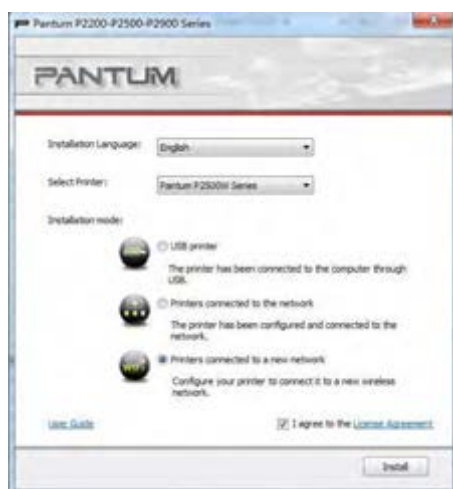 Pantum P2200-P2500-P2900 Series
PANTUM
Installation Language:
English
Select Printer:
Pantum P2500W Series
Installation mode:
USB printer
The printer has been connected to the computer through
USB.
Printers connected to the network
The printer has been configured and connected to the
network.
Printers connected to a new network
Configure your printer to connect it to a new wireless
network.
User Guide
I agree to the License Agreement
Install